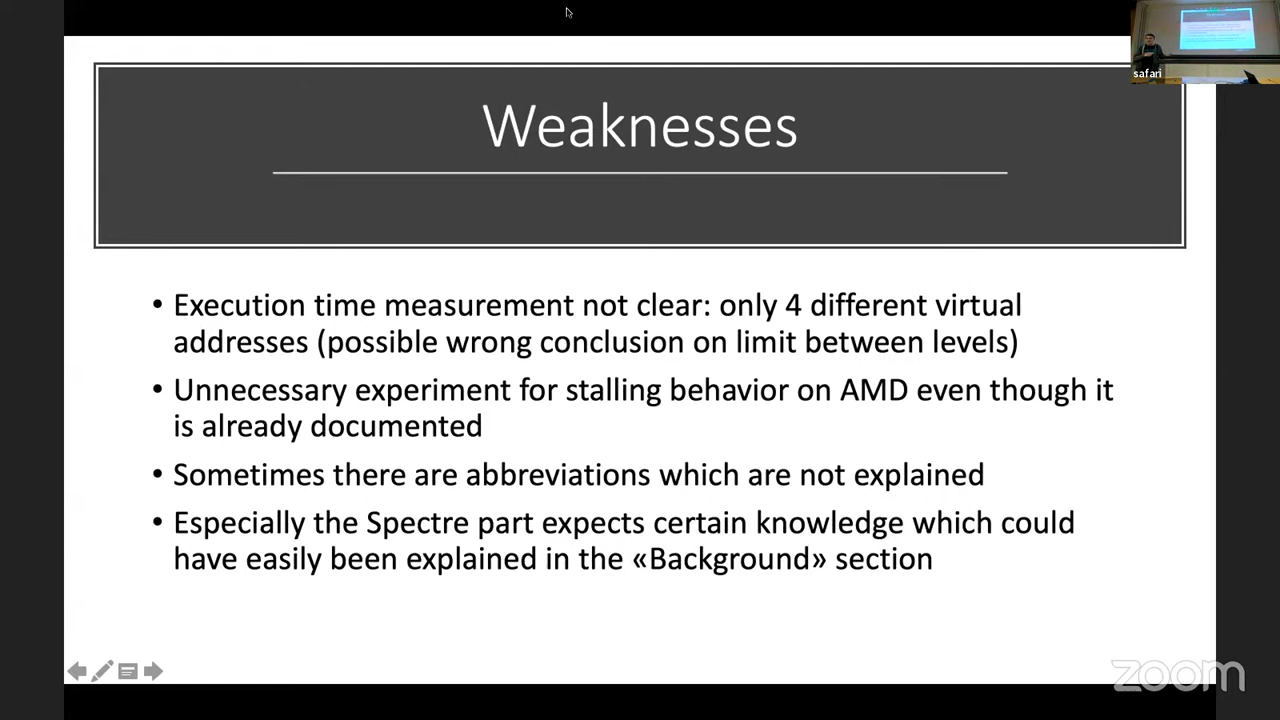 safari
Weaknesses
• Execution time measurement not clear: only 4 different virtual
addresses (possible wrong conclusion on limit between levels)
• Unnecessary experiment for stalling behavior on AMD even though it
is already documented
• Sometimes there are abbreviations which are not explained
• Especially the Spectre part expects certain knowledge which could
have easily been explained in the «Background» section
zoom